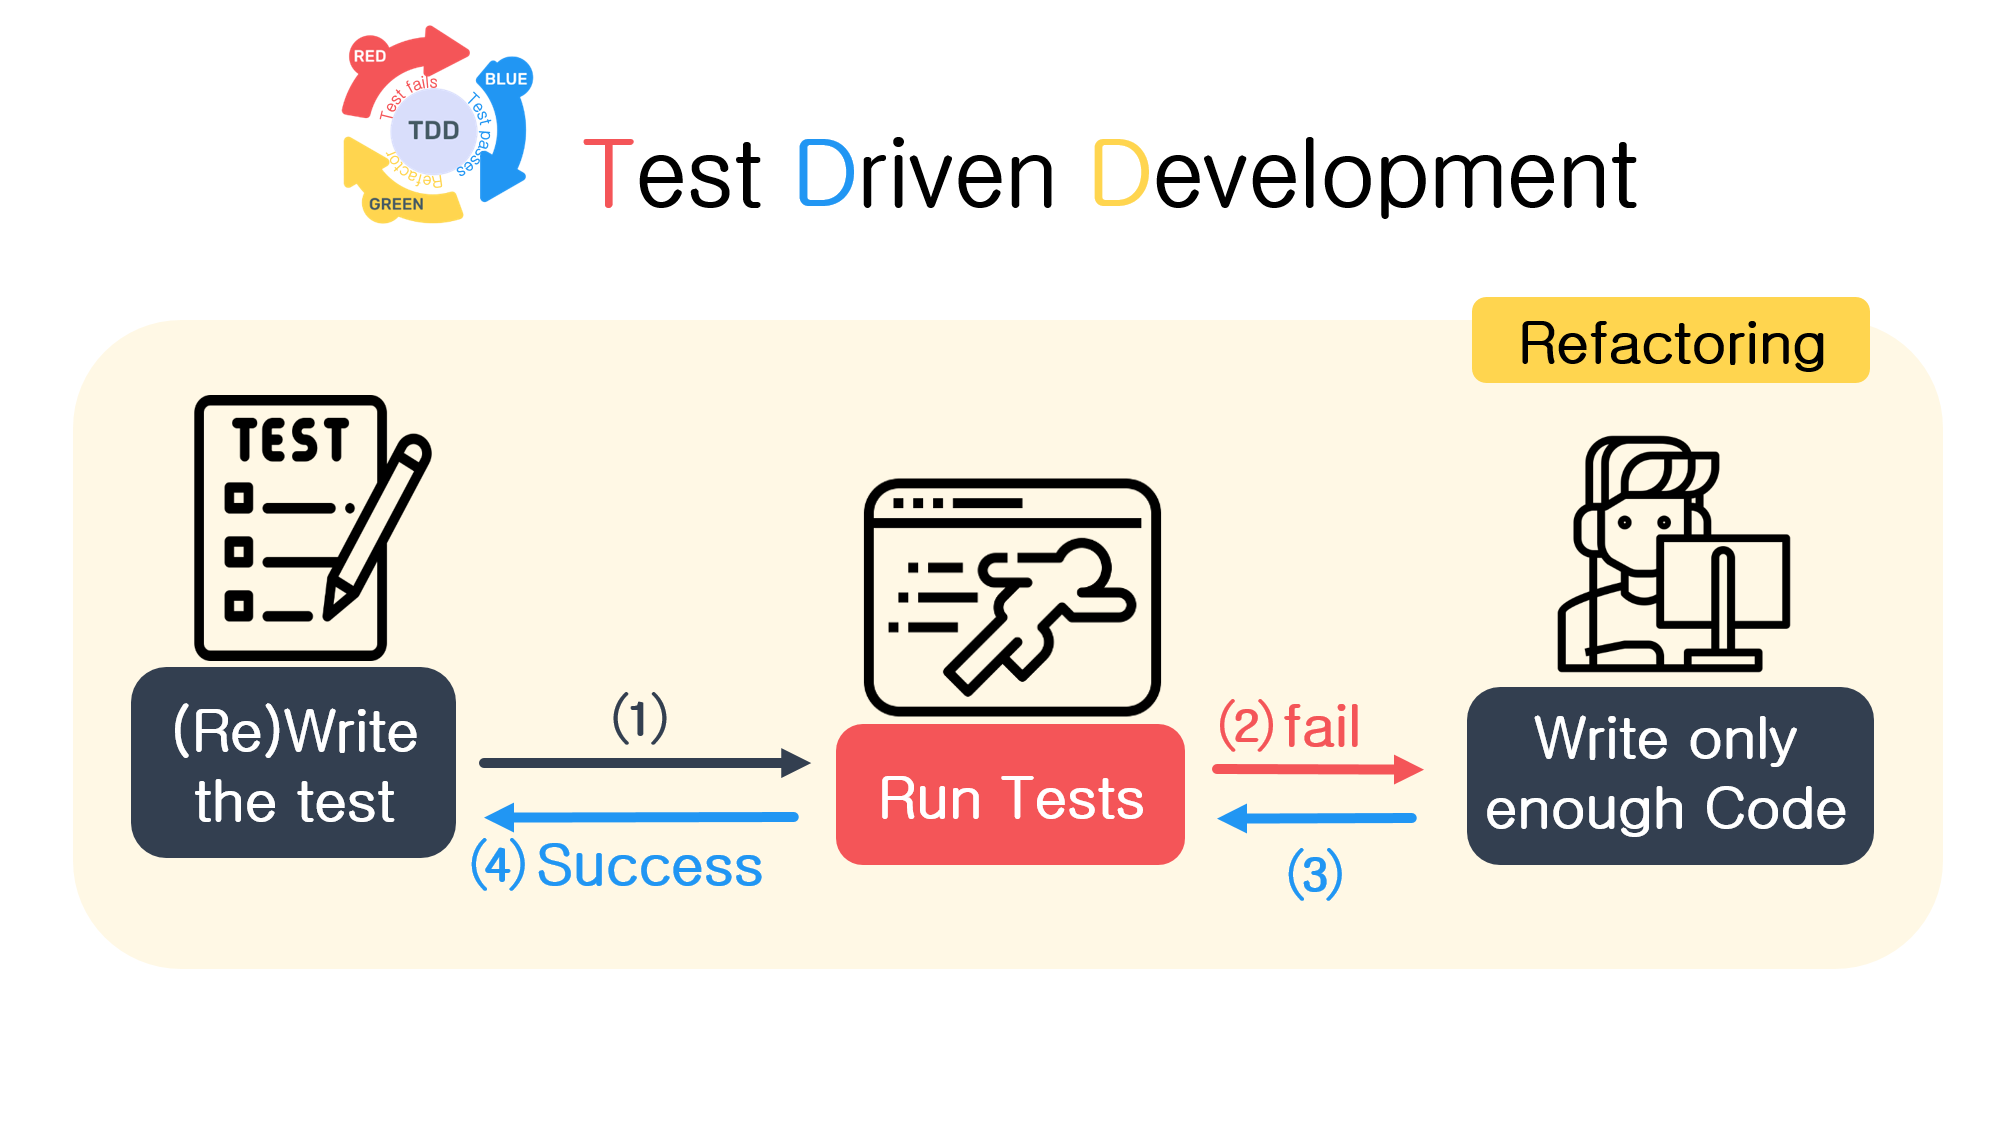 RED
Test fails
BLUE
Test passes
TDD
Refactor
GREEN
Test Driven Development
Refactoring
TEST
(Re)Write
the test
(1)
(4) Success
Run Tests
(2) fail
(3)
Write only
enough Code